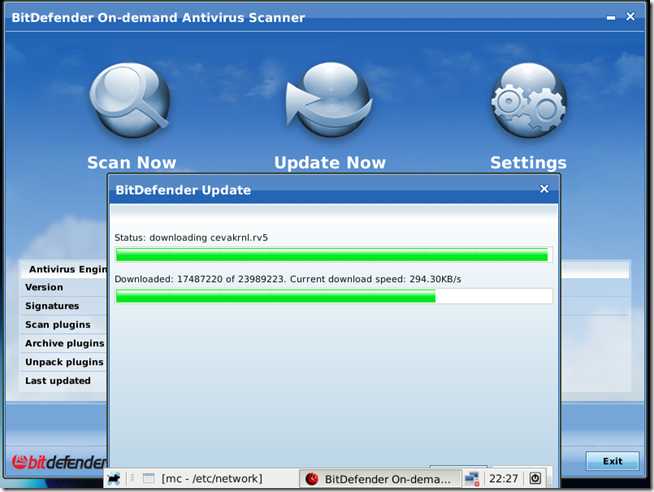 BitDefender On-demand Antivirus Scanner
Scan Now
Update Now
Settings
BitDefender Update
Status: downloading cevakrnl.rv5
Downloaded: 17487220 of 23989223. Current download speed: 294.30KB/s
Antivirus Engin
Version
Signatures
Scan plugins
Archive plugins
Unpack plugins
Last updated
bitdefender
Exit
[mc - /etc/network]
BitDefender On-dema...
22:27